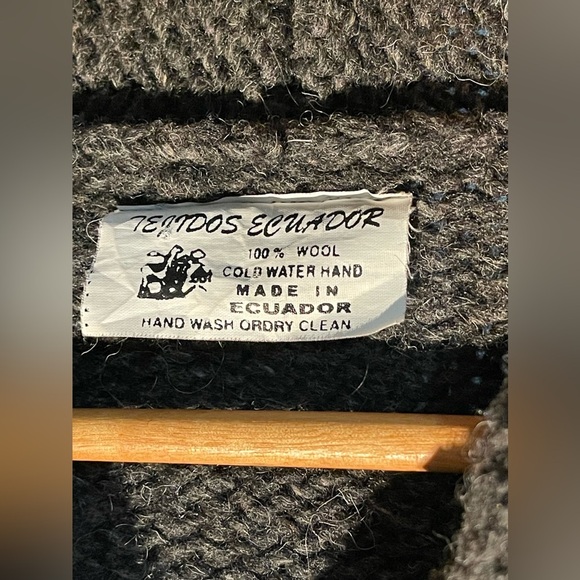 TEJIDOS ECUADOR
100% WOOL
COLD WATER HAND
MADE IN
ECUADOR
HAND WASH ORDRY CLEAN